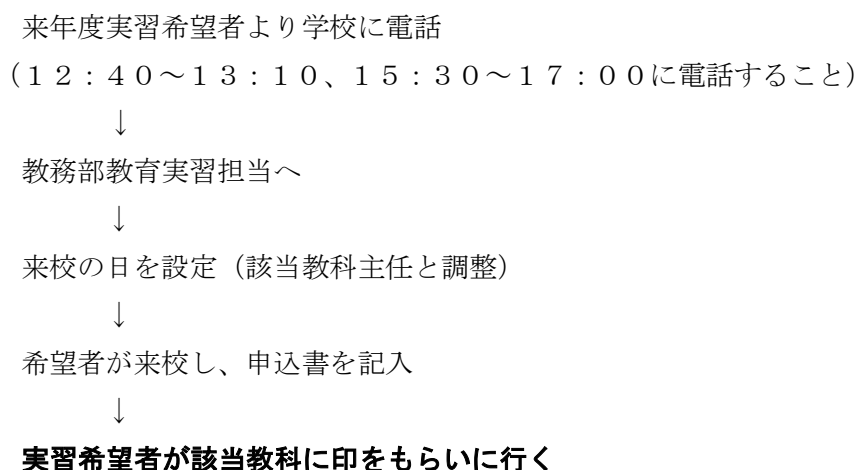 来年度実習希望者より学校に電話
（１２：４０～１３：１０、１５：３０～１７：００に電話すること）
↓
教務部教育実習担当へ
↓
来校の日を設定（該当教科主任と調整）
↓
希望者が来校し、申込書を記入
↓
実習希望者が該当教科に印をもらいに行く